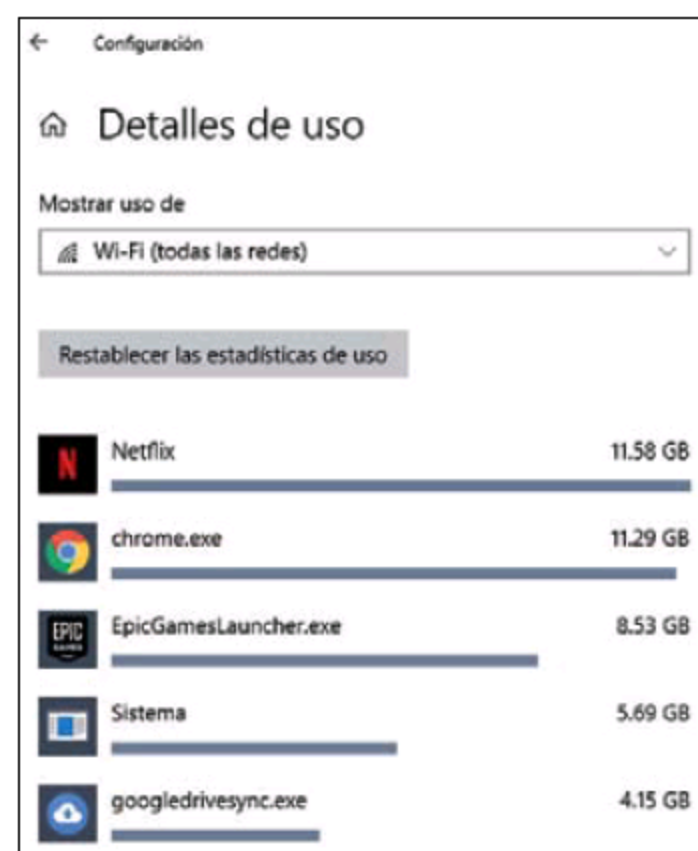 Configuración
Detalles de uso
Mostrar uso de
Wi-Fi (todas las redes)
Restablecer las estadísticas de uso
N
Netflix 11.58 GB
chrome.exe 11.29 GB
EPIC
GAMES
EpicGamesLauncher.exe 8.53 GB
Sistema 5.69 GB
googledrivesync.exe 4.15 GB